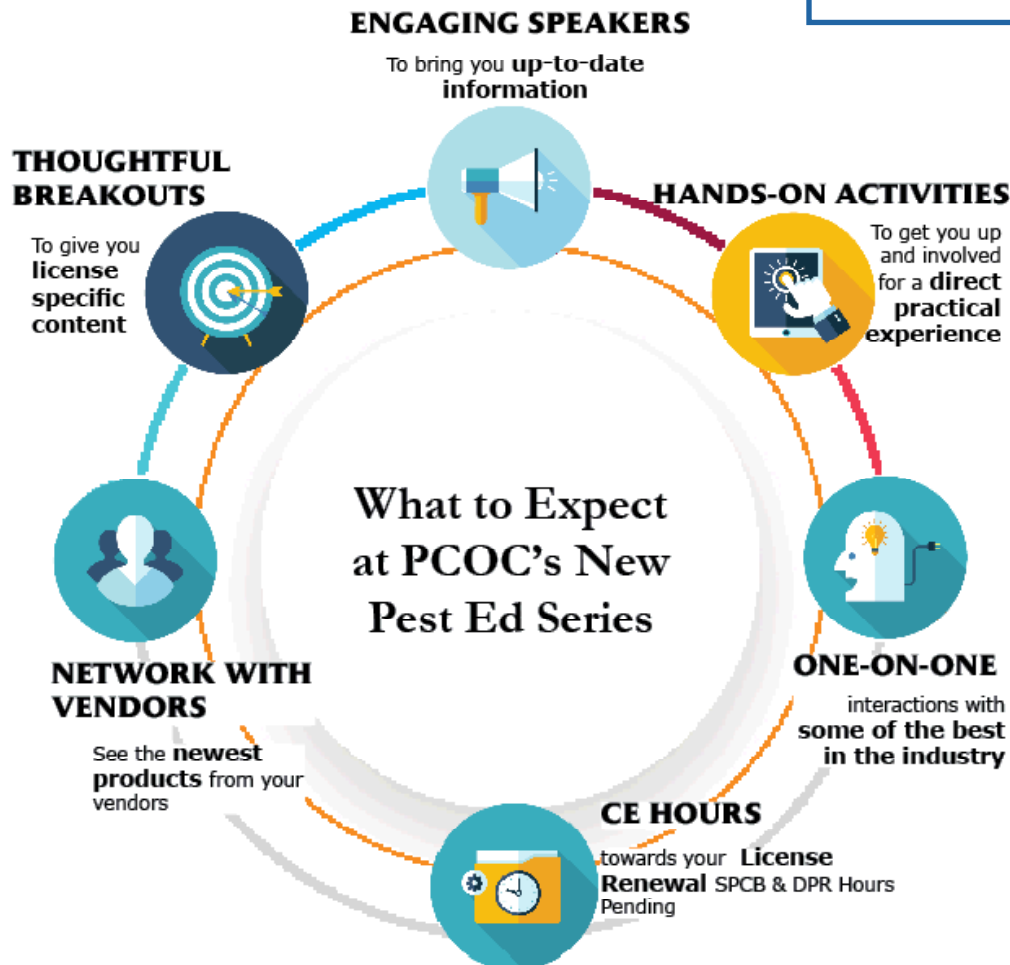 ENGAGING SPEAKERS
To bring you up-to-date
information
THOUGHTFUL
BREAKOUTS
To give you
license
specific
content
HANDS-ON ACTIVITIES
To get you up
and involved
for a direct
practical
experience
What to Expect
at PCOC's New
Pest Ed Series
NETWORK WITH
VENDORS
See the newest
products from your
vendors
ONE-ON-ONE
interactions with
some of the best
in the industry
CE HOURS
towards your License
Renewal SPCB & DPR Hours
Pending